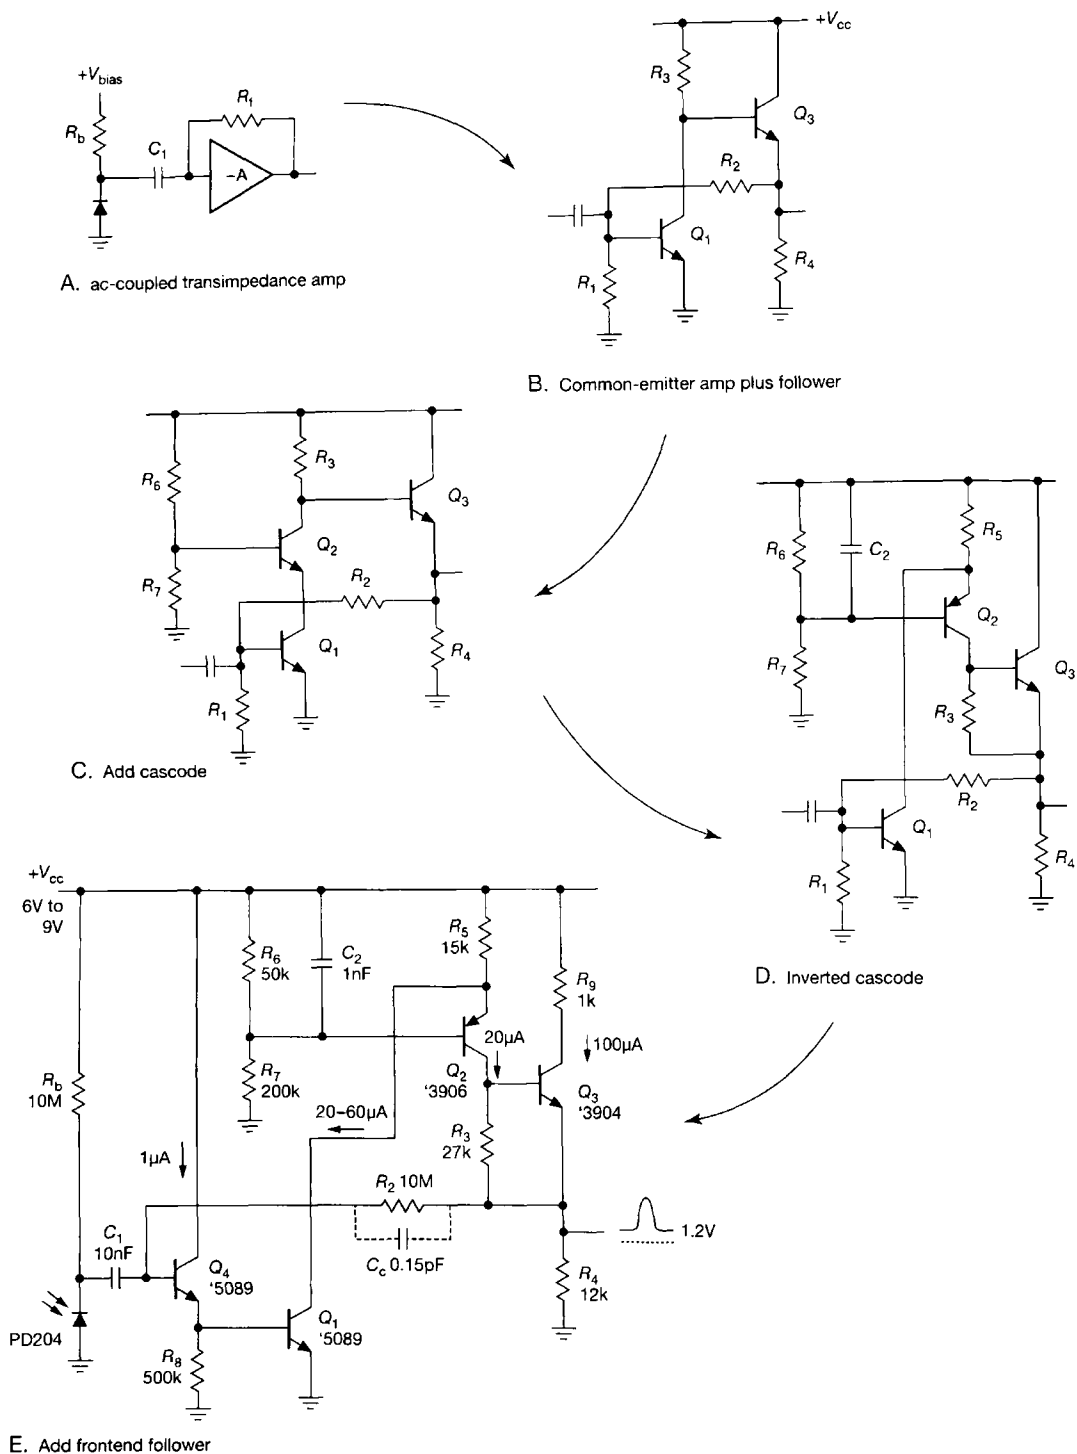 +Vbias
Rb
C1
R1
–A
A. ac-coupled transimpedance amp
+Vcc
R3
Q3
R2
Q1
R1
R4
B. Common-emitter amp plus follower
R6
R3
Q3
Q2
R7
R2
Q1
R4
R1
C. Add cascode
R6
C2
R5
Q2
R7
Q3
R3
R2
Q1
R1
R4
D. Inverted cascode
+Vcc
6V to
9V
R6
50k
C2
1nF
R5
15k
R9
1k
Rb
10M
R7
200k
Q2
'3906
20µA
100µA
Q3
'3904
20–60µA
R3
27k
1µA
R2 10M
C1
10nF
Cc 0.15pF
1.2V
Q4
'5089
R4
12k
PD204
Q1
'5089
R8
500k
E. Add frontend follower